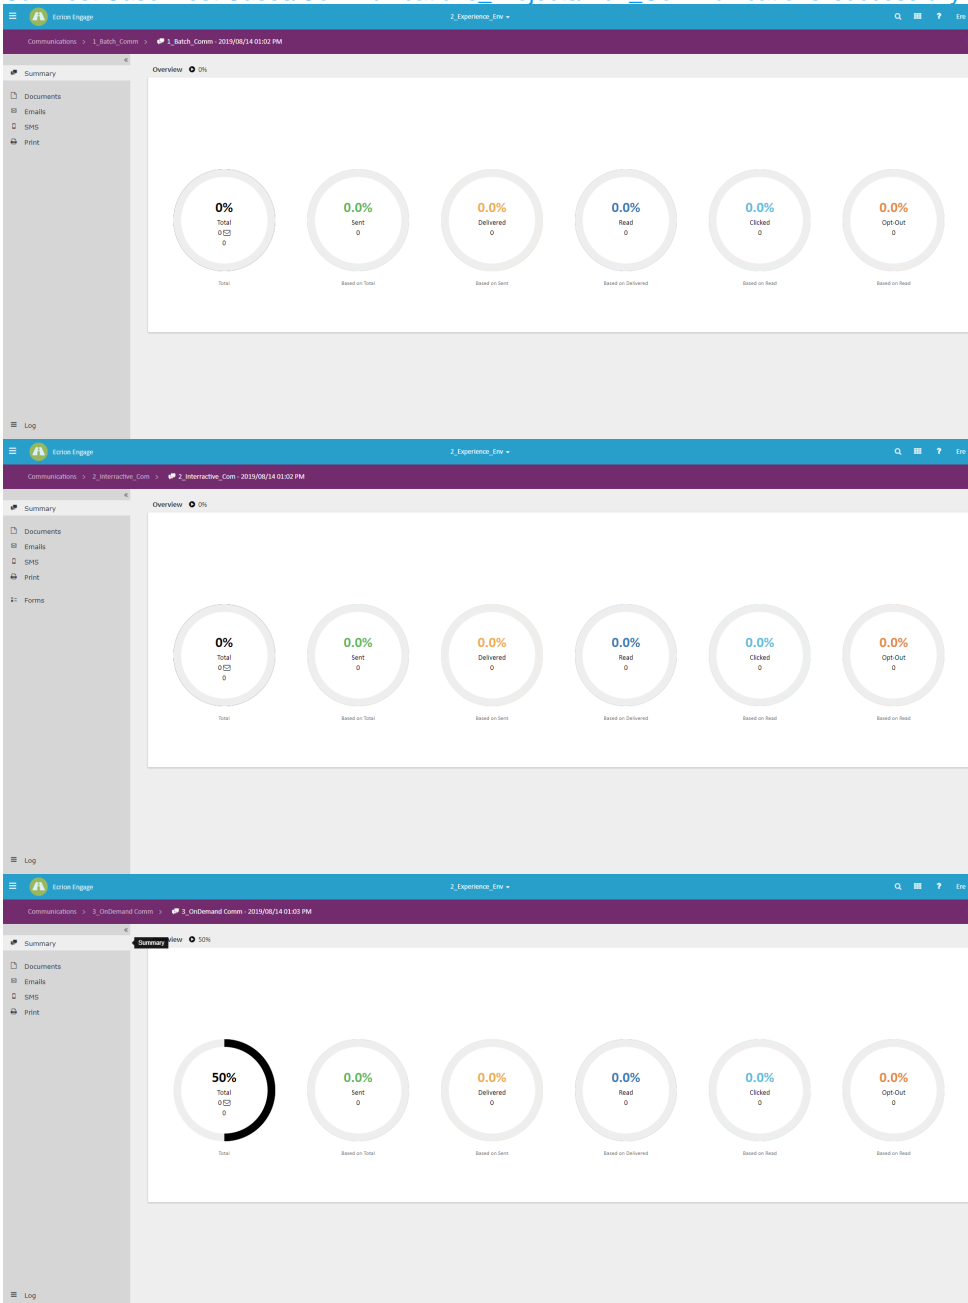 Ecrion Engage 2_Experience_Env ? Ere
Communications > 1_Batch_Comm > 1_Batch_Comm - 2019/08/14 01:02 PM
«
Summary
Overview 0%
Documents
Emails
SMS
Print
0% 0.0% 0.0% 0.0% 0.0% 0.0%
Total Sent Delivered Read Clicked Opt-Out
0 0 0 0 0 0
0
Total Based on Total Based on Sent Based on Delivered Based on Read Based on Read
Log
Ecrion Engage 2_Experience_Env ? Ere
Communications > 2_Interractive_Com > 2_Interractive_Com - 2019/08/14 01:02 PM
«
Summary
Overview 0%
Documents
Emails
SMS
Print
Forms
0% 0.0% 0.0% 0.0% 0.0% 0.0%
Total Sent Delivered Read Clicked Opt-Out
0 0 0 0 0 0
0
Total Based on Total Based on Sent Based on Delivered Based on Read Based on Read
Log
Ecrion Engage 2_Experience_Env ? Ere
Communications > 3_OnDemand Comm > 3_OnDemand Comm - 2019/08/14 01:03 PM
«
Summary
Summary view 50%
Documents
Emails
SMS
Print
50% 0.0% 0.0% 0.0% 0.0% 0.0%
Total Sent Delivered Read Clicked Opt-Out
0 0 0 0 0 0
0
Total Based on Total Based on Sent Based on Delivered Based on Read Based on Read
Log